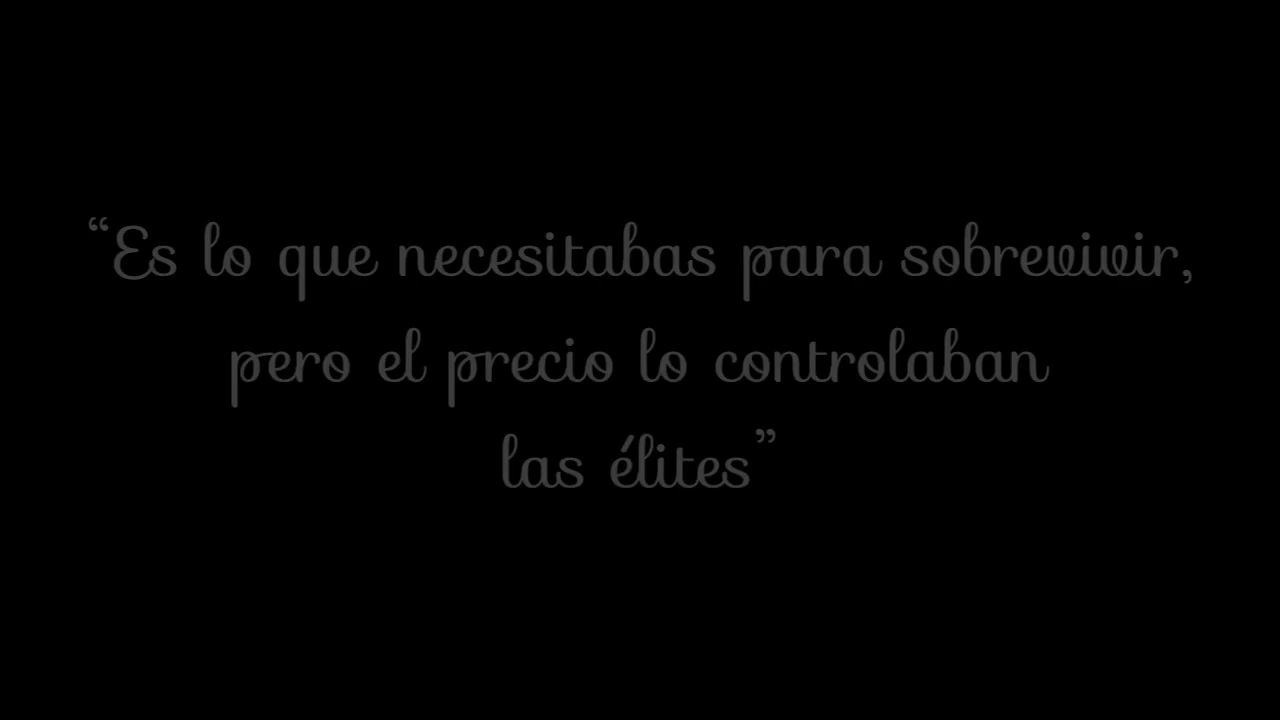 “Es lo que necesitabas para sobrevivir,
pero el precio lo controlaban
las élites”